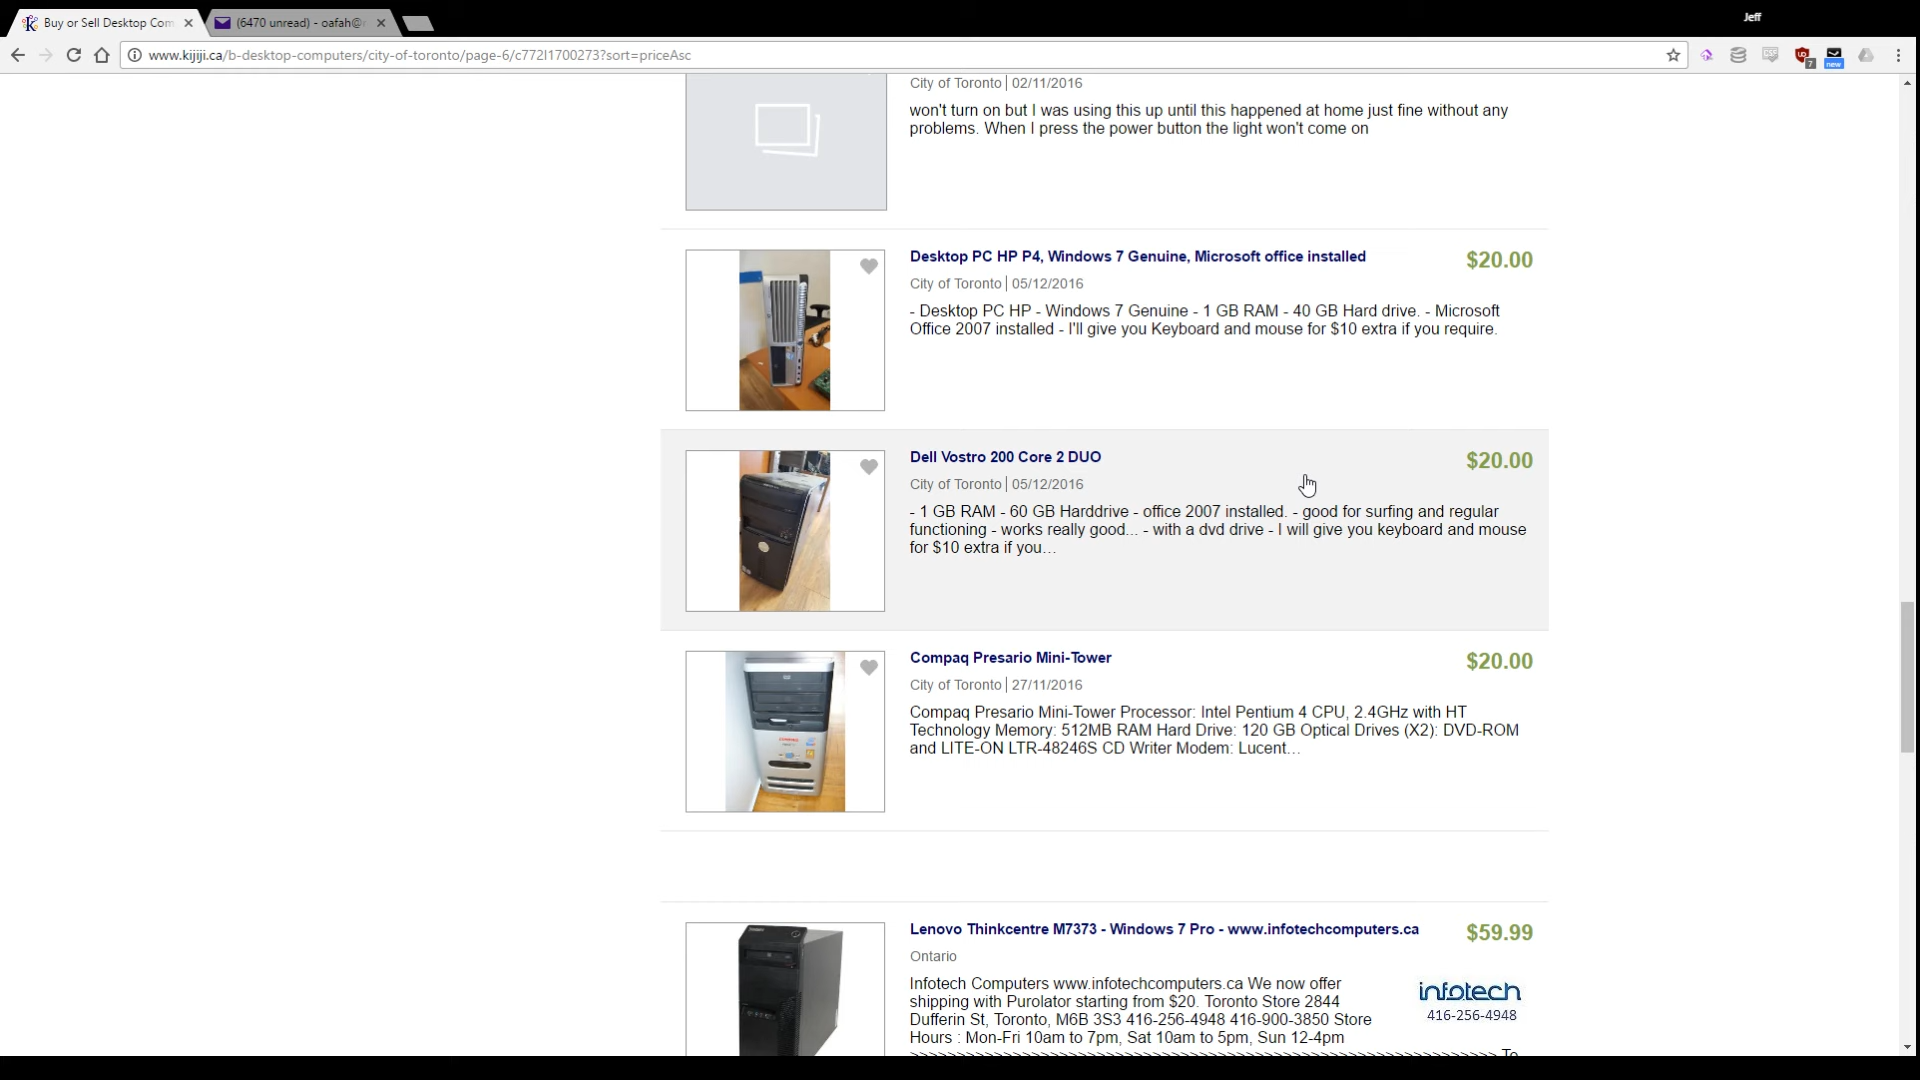 Jeff
Buy or Sell Desktop Com
(6470 unread) - oafah@
www.kijiji.ca/b-desktop-computers/city-of-toronto/page-6/c772l1700273?sort=priceAsc
7
new
City of Toronto | 02/11/2016
won't turn on but I was using this up until this happened at home just fine without any
problems. When I press the power button the light won't come on
Desktop PC HP P4, Windows 7 Genuine, Microsoft office installed
$20.00
City of Toronto | 05/12/2016
- Desktop PC HP - Windows 7 Genuine - 1 GB RAM - 40 GB Hard drive. - Microsoft
Office 2007 installed - I'll give you Keyboard and mouse for $10 extra if you require.
Dell Vostro 200 Core 2 DUO
$20.00
City of Toronto | 05/12/2016
- 1 GB RAM - 60 GB Harddrive - office 2007 installed. - good for surfing and regular
functioning - works really good... - with a dvd drive - I will give you keyboard and mouse
for $10 extra if you…
Compaq Presario Mini-Tower
$20.00
City of Toronto | 27/11/2016
Compaq Presario Mini-Tower Processor: Intel Pentium 4 CPU, 2.4GHz with HT
Technology Memory: 512MB RAM Hard Drive: 120 GB Optical Drives (X2): DVD-ROM
and LITE-ON LTR-48246S CD Writer Modem: Lucent…
Lenovo Thinkcentre M7373 - Windows 7 Pro - www.infotechcomputers.ca
$59.99
Ontario
Infotech Computers www.infotechcomputers.ca We now offer
shipping with Purolator starting from $20. Toronto Store 2844
Dufferin St, Toronto, M6B 3S3 416-256-4948 416-900-3850 Store
Hours : Mon-Fri 10am to 7pm, Sat 10am to 5pm, Sun 12-4pm
infotech
416-256-4948